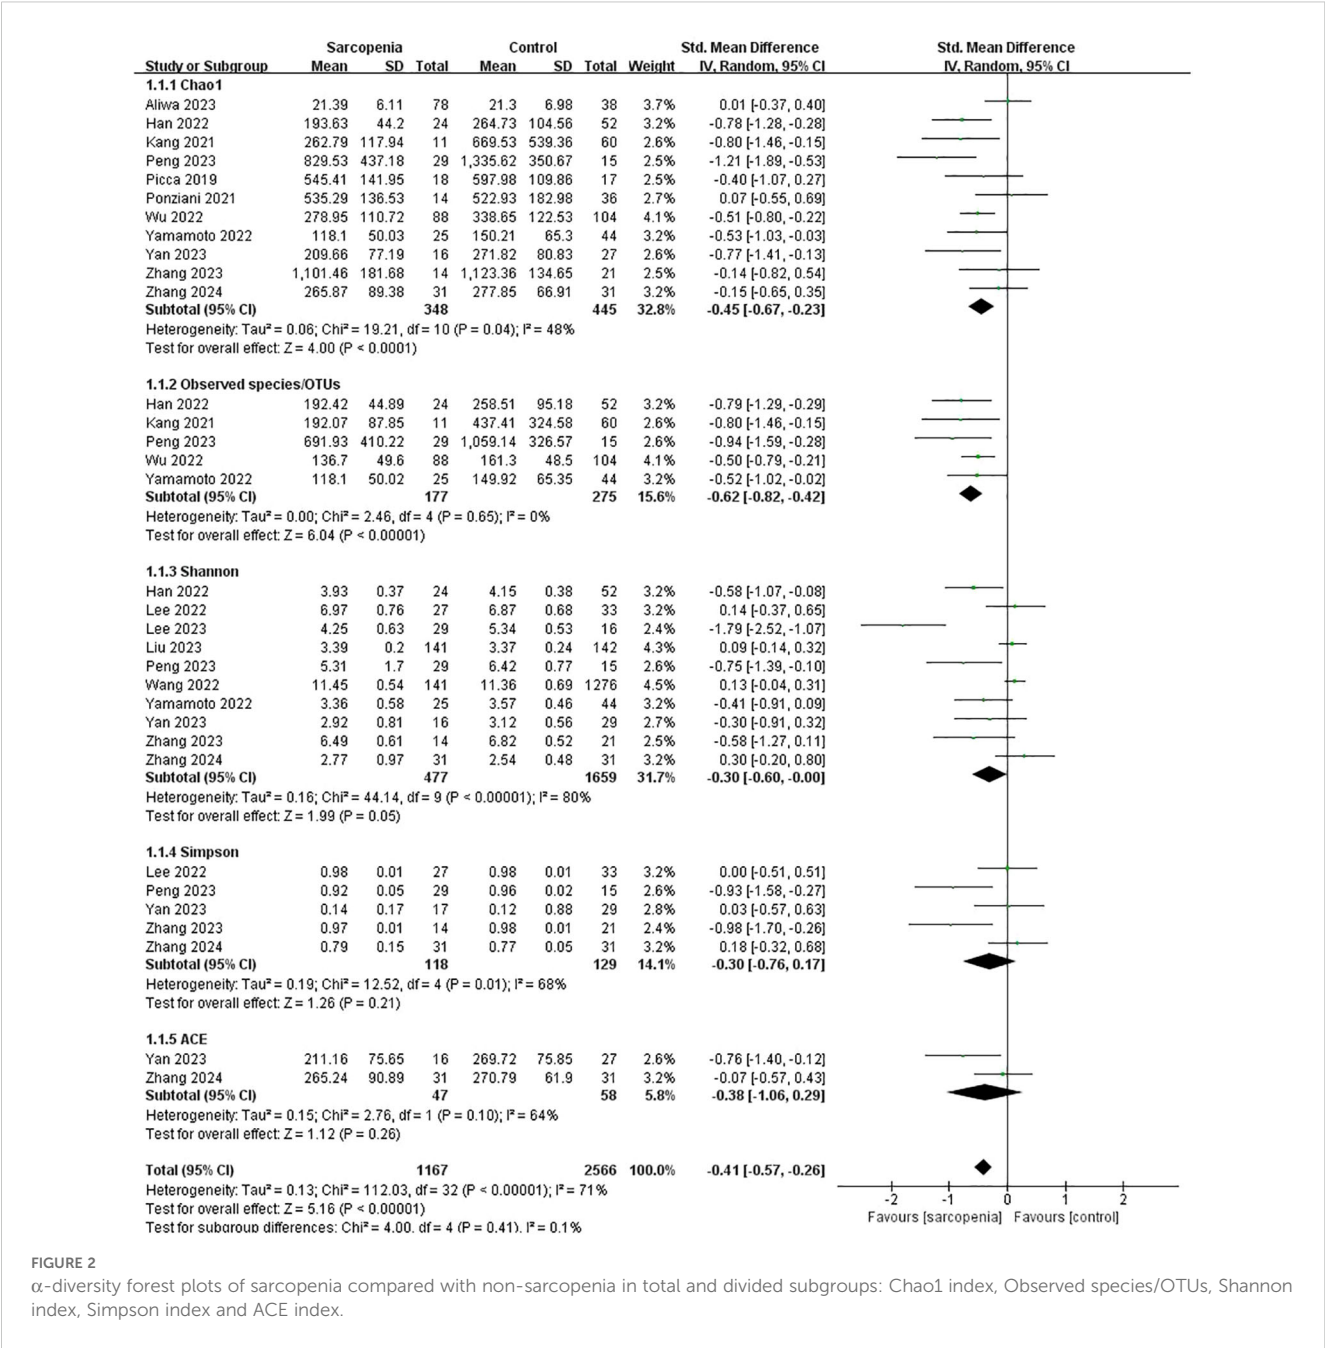 Sarcopenia Control Std. Mean Difference Std. Mean Difference
Study or Subgroup Mean SD Total Mean SD Total Weight IV, Random, 95% CI IV, Random, 95% CI
1.1.1 Chao1
Aliwa 2023 21.39 6.11 78 21.3 6.98 38 3.7% 0.01 [-0.37, 0.40]
Han 2022 193.63 44.2 24 264.73 104.56 52 3.2% -0.78 [-1.28, -0.28]
Kang 2021 262.79 117.94 11 669.53 539.36 60 2.6% -0.80 [-1.46, -0.15]
Peng 2023 829.53 437.18 29 1,335.62 350.67 15 2.5% -1.21 [-1.89, -0.53]
Picca 2019 545.41 141.95 18 597.98 109.86 17 2.5% -0.40 [-1.07, 0.27]
Ponziani 2021 535.29 136.53 14 522.93 182.98 36 2.7% 0.07 [-0.55, 0.69]
Wu 2022 278.95 110.72 88 338.65 122.53 104 4.1% -0.51 [-0.80, -0.22]
Yamamoto 2022 118.1 50.03 25 150.21 65.3 44 3.2% -0.53 [-1.03, -0.03]
Yan 2023 209.66 77.19 16 271.82 80.83 27 2.6% -0.77 [-1.41, -0.13]
Zhang 2023 1,101.46 181.68 14 1,123.36 134.65 21 2.5% -0.14 [-0.82, 0.54]
Zhang 2024 265.87 89.38 31 277.85 66.91 31 3.2% -0.15 [-0.65, 0.35]
Subtotal (95% CI) 348 445 32.8% -0.45 [-0.67, -0.23]
Heterogeneity: Tau² = 0.06; Chi² = 19.21, df = 10 (P = 0.04); I² = 48%
Test for overall effect: Z = 4.00 (P < 0.0001)
1.1.2 Observed species/OTUs
Han 2022 192.42 44.89 24 258.51 95.18 52 3.2% -0.79 [-1.29, -0.29]
Kang 2021 192.07 87.85 11 437.41 324.58 60 2.6% -0.80 [-1.46, -0.15]
Peng 2023 691.93 410.22 29 1,059.14 326.57 15 2.6% -0.94 [-1.59, -0.28]
Wu 2022 136.7 49.6 88 161.3 48.5 104 4.1% -0.50 [-0.79, -0.21]
Yamamoto 2022 118.1 50.02 25 149.92 65.35 44 3.2% -0.52 [-1.02, -0.02]
Subtotal (95% CI) 177 275 15.6% -0.62 [-0.82, -0.42]
Heterogeneity: Tau² = 0.00; Chi² = 2.46, df = 4 (P = 0.65); I² = 0%
Test for overall effect: Z = 6.04 (P < 0.00001)
1.1.3 Shannon
Han 2022 3.93 0.37 24 4.15 0.38 52 3.2% -0.58 [-1.07, -0.08]
Lee 2022 6.97 0.76 27 6.87 0.68 33 3.2% 0.14 [-0.37, 0.65]
Lee 2023 4.25 0.63 29 5.34 0.53 16 2.4% -1.79 [-2.52, -1.07]
Liu 2023 3.39 0.2 141 3.37 0.24 142 4.3% 0.09 [-0.14, 0.32]
Peng 2023 5.31 1.7 29 6.42 0.77 15 2.6% -0.75 [-1.39, -0.10]
Wang 2022 11.45 0.54 141 11.36 0.69 1276 4.5% 0.13 [-0.04, 0.31]
Yamamoto 2022 3.36 0.58 25 3.57 0.46 44 3.2% -0.41 [-0.91, 0.09]
Yan 2023 2.92 0.81 16 3.12 0.56 29 2.7% -0.30 [-0.91, 0.32]
Zhang 2023 6.49 0.61 14 6.82 0.52 21 2.5% -0.58 [-1.27, 0.11]
Zhang 2024 2.77 0.97 31 2.54 0.48 31 3.2% 0.30 [-0.20, 0.80]
Subtotal (95% CI) 477 1659 31.7% -0.30 [-0.60, -0.00]
Heterogeneity: Tau² = 0.16; Chi² = 44.14, df = 9 (P < 0.00001); I² = 80%
Test for overall effect: Z = 1.99 (P = 0.05)
1.1.4 Simpson
Lee 2022 0.98 0.01 27 0.98 0.01 33 3.2% 0.00 [-0.51, 0.51]
Peng 2023 0.92 0.05 29 0.96 0.02 15 2.6% -0.93 [-1.58, -0.27]
Yan 2023 0.14 0.17 17 0.12 0.88 29 2.8% 0.03 [-0.57, 0.63]
Zhang 2023 0.97 0.01 14 0.98 0.01 21 2.4% -0.98 [-1.70, -0.26]
Zhang 2024 0.79 0.15 31 0.77 0.05 31 3.2% 0.18 [-0.32, 0.68]
Subtotal (95% CI) 118 129 14.1% -0.30 [-0.76, 0.17]
Heterogeneity: Tau² = 0.19; Chi² = 12.52, df = 4 (P = 0.01); I² = 68%
Test for overall effect: Z = 1.26 (P = 0.21)
1.1.5 ACE
Yan 2023 211.16 75.65 16 269.72 75.85 27 2.6% -0.76 [-1.40, -0.12]
Zhang 2024 265.24 90.89 31 270.79 61.9 31 3.2% -0.07 [-0.57, 0.43]
Subtotal (95% CI) 47 58 5.8% -0.38 [-1.06, 0.29]
Heterogeneity: Tau² = 0.15; Chi² = 2.76, df = 1 (P = 0.10); I² = 64%
Test for overall effect: Z = 1.12 (P = 0.26)
Total (95% CI) 1167 2566 100.0% -0.41 [-0.57, -0.26]
Heterogeneity: Tau² = 0.13; Chi² = 112.03, df = 32 (P < 0.00001); I² = 71%
Test for overall effect: Z = 5.16 (P < 0.00001)
Test for subgroup differences: Chi² = 4.00, df = 4 (P = 0.41), I² = 0.1%
-2 -1 0 1 2
Favours [sarcopenia] Favours [control]
FIGURE 2
α-diversity forest plots of sarcopenia compared with non-sarcopenia in total and divided subgroups: Chao1 index, Observed species/OTUs, Shannon
index, Simpson index and ACE index.